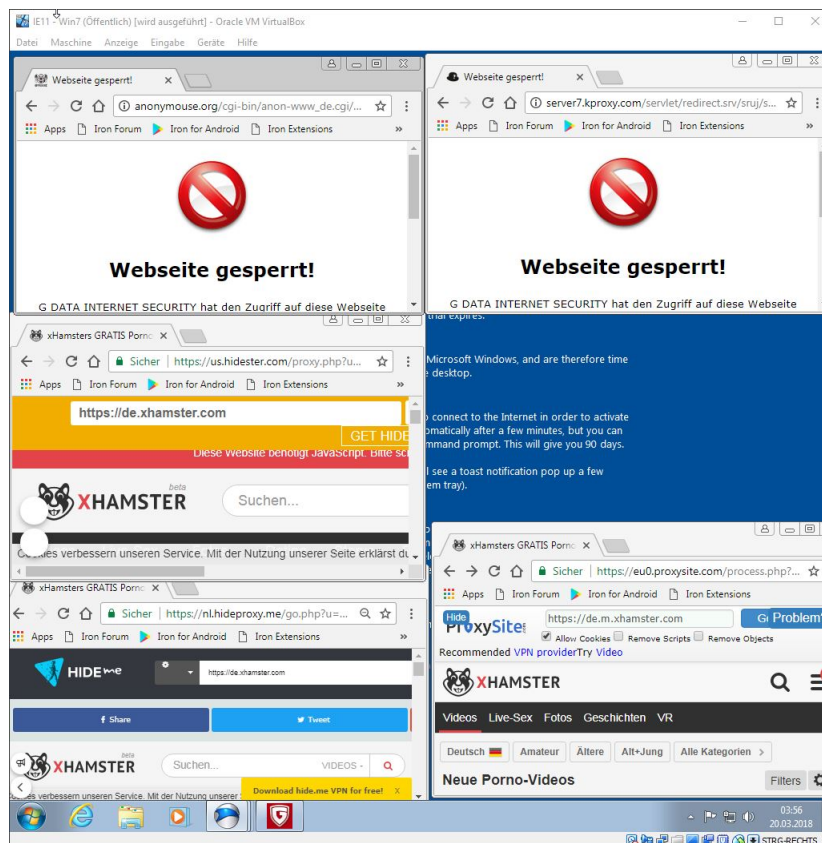 IE11 - Win7 (Öffentlich) [wird ausgeführt] - Oracle VM VirtualBox
Datei Maschine Anzeige Eingabe Geräte Hilfe
Webseite gesperrt!
anonymouse.org/cgi-bin/anon-www_de.cgi/...
Apps Iron Forum Iron for Android Iron Extensions »
Webseite gesperrt!
G DATA INTERNET SECURITY hat den Zugriff auf diese Webseite
Webseite gesperrt!
server7.kproxy.com/servlet/redirect.srv/sruj/s...
Apps Iron Forum Iron for Android Iron Extensions »
Webseite gesperrt!
G DATA INTERNET SECURITY hat den Zugriff auf diese Webseite
trial expires.
Microsoft Windows, and are therefore time
desktop.
connect to the Internet in order to activate
omatically after a few minutes, but you can
mmand prompt. This will give you 90 days.
l see a toast notification pop up a few
em tray).
xHamsters GRATIS Porno
Sicher | https://us.hidester.com/proxy.php?u...
Apps Iron Forum Iron for Android Iron Extensions »
https://de.xhamster.com
GET HIDE
Diese Website benötigt JavaScript. Bitte sc
beta
XHAMSTER Suchen...
Cookies verbessern unseren Service. Mit der Nutzung unserer Seite erklärst du
xHamsters GRATIS Porno
Sicher | https://nl.hideproxy.me/go.php?u=...
Apps Iron Forum Iron for Android Iron Extensions »
HIDE me https://de.xhamster.com
Share Tweet
beta
XHAMSTER Suchen... VIDEOS
Cookies verbessern unseren Service. Mit der Nutzung unserer
Download hide.me VPN for free! X
xHamsters GRATIS Porno
Sicher | https://eu0.proxysite.com/process.php?...
Apps Iron Forum Iron for Android Iron Extensions
Hide
ProxySite https://de.m.xhamster.com Problem
Allow Cookies Remove Scripts Remove Objects
Recommended VPN providerTry Video
XHAMSTER
Videos Live-Sex Fotos Geschichten VR
Deutsch Amateur Ältere Alt+Jung Alle Kategorien >
Neue Porno-Videos Filters
03:56
20.03.2018
STRG-RECHTS